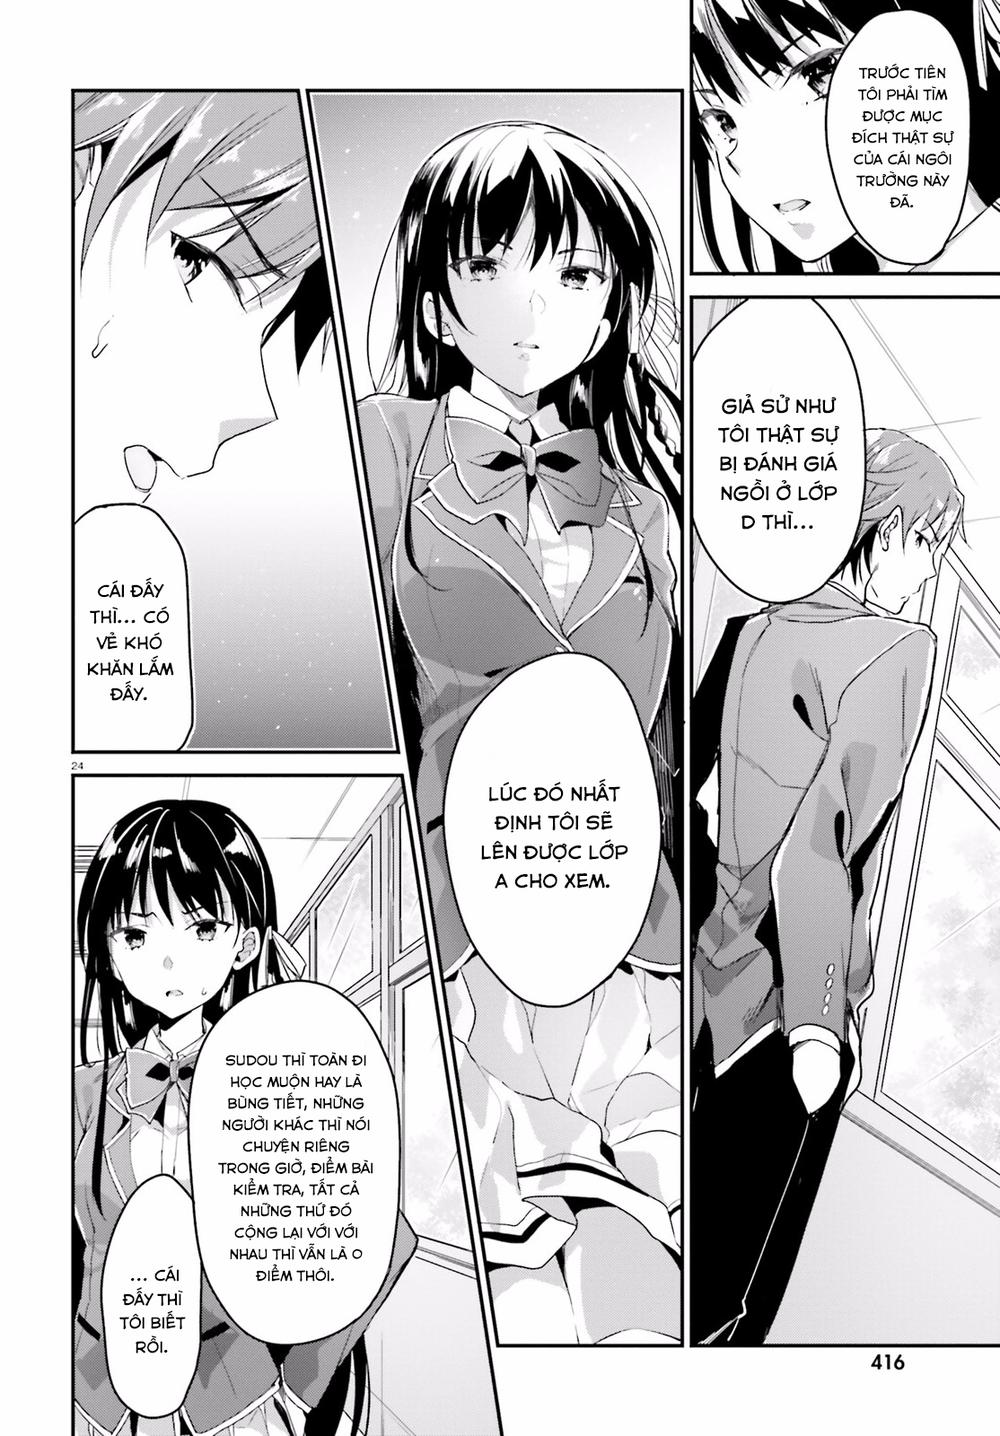 TRƯỚC TIÊN
TÔI PHẢI TÌM
ĐƯỢC MỤC
ĐÍCH THẬT SỰ
CỦA CÁI NGÔI
TRƯỜNG NÀY
ĐÃ.
GIẢ SỬ NHƯ
TÔI THẬT SỰ
BỊ ĐÁNH GIÁ
NGỒI Ở LỚP
D THÌ...
LÚC ĐÓ NHẤT
ĐỊNH TÔI SẼ
LÊN ĐƯỢC LỚP
A CHO XEM.
CÁI ĐẤY
THÌ... CÓ
VẺ KHÓ
KHĂN LẮM
ĐẤY.
24
SUDOU THÌ TOÀN ĐI
HỌC MUỘN HAY LÀ
BÙNG TIẾT, NHỮNG
NGƯỜI KHÁC THÌ NÓI
CHUYỆN RIÊNG
TRONG GIỜ, ĐIỂM BÀI
KIỂM TRA, TẤT CẢ
NHỮNG THỨ ĐÓ
CỘNG LẠI VỚI VỚI
NHAU THÌ VẪN LÀ 0
ĐIỂM THÔI.
... CÁI
ĐẤY THÌ
TÔI BIẾT
RỒI.
416